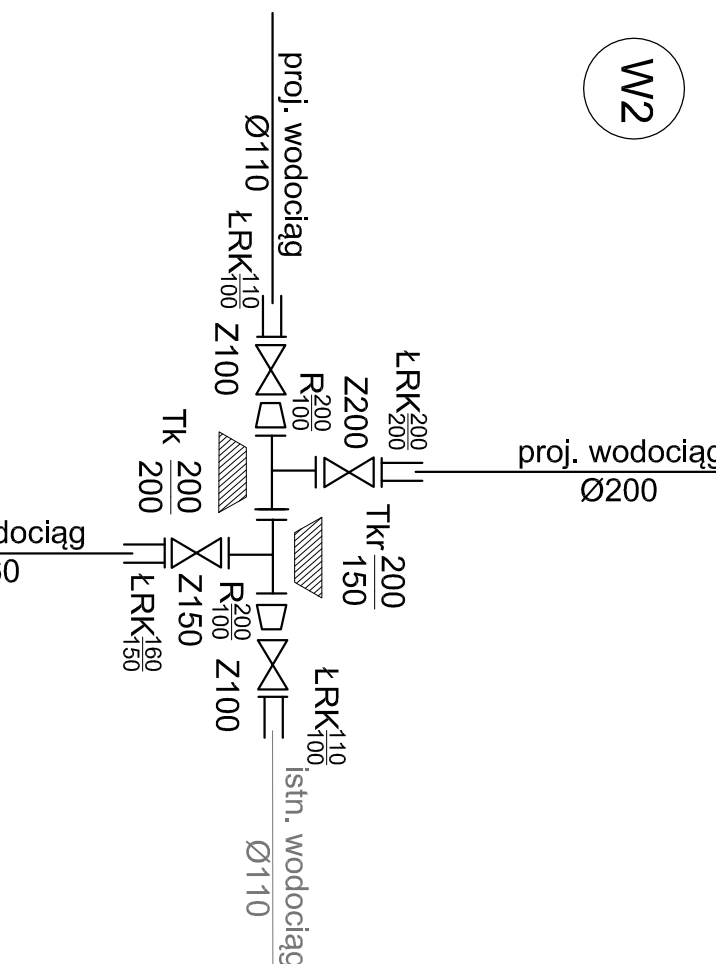 W2
proj. wodociąg
Ø110
ŁRK 110/100
Z100
R 200/100
Z200
ŁRK 200/200
proj. wodociąg
Ø200
Tk 200/200
Tkr 200/150
ŁRK 160/150
Z150
R 200/100
Z100
ŁRK 110/100
istn. wodociąg
Ø110